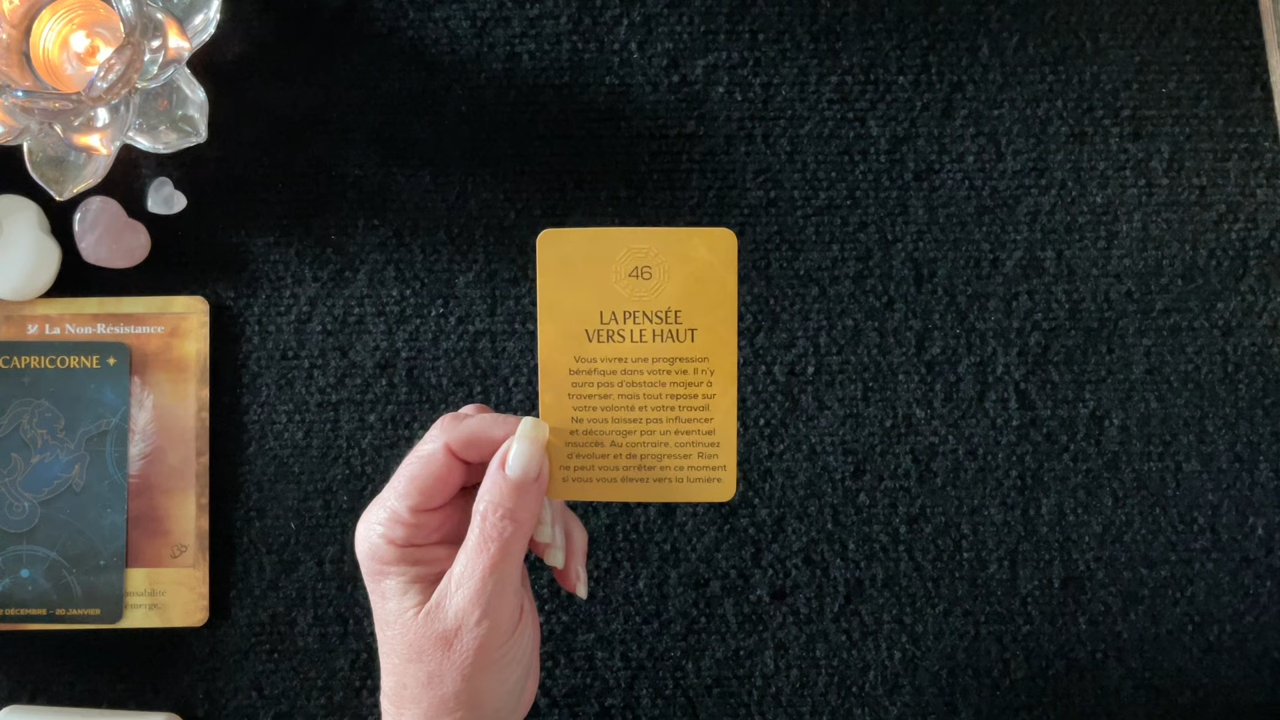 La Non-Résistance
CAPRICORNE
DÉCEMBRE - 20 JANVIER
émerge.
46
LA PENSÉE
VERS LE HAUT
Vous vivrez une progression
bénéfique dans votre vie. Il n'y
aura pas d'obstacle majeur à
traverser, mais tout repose sur
votre volonté et votre travail.
Ne vous laissez pas influencer
et décourager par un éventuel
insuccès. Au contraire, continuez
d'évoluer et de progresser. Rien
ne peut vous arrêter en ce moment
si vous vous élevez vers la lumière.